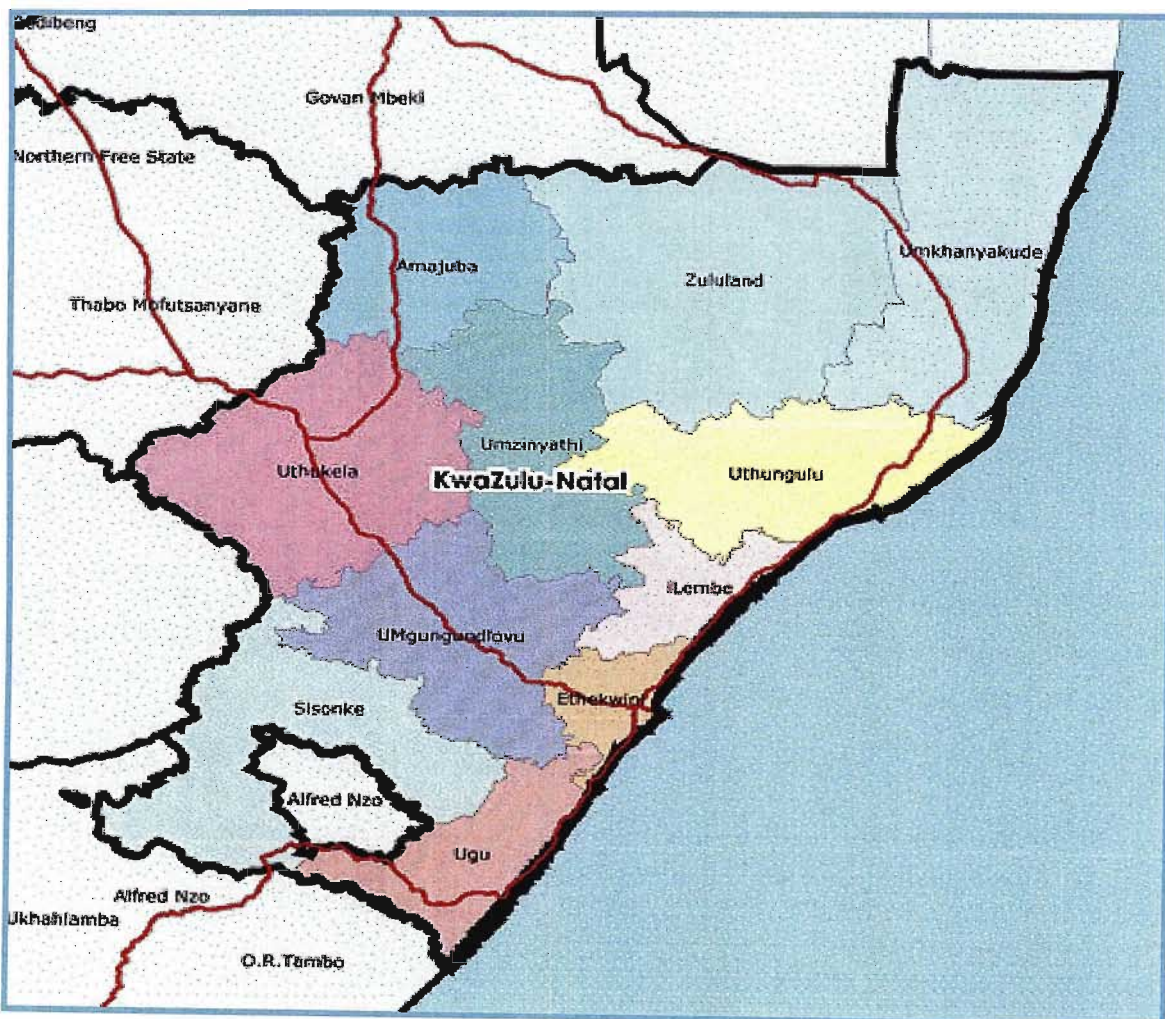 Govan Mbeki
Northern Free State
Amajuba
Umkhanyakude
Zululand
Thabo Mofutsanyane
Umzinyathi
Uthukela
KwaZulu-Natal
Uthungulu
iLembe
UMgungundlovu
Ethekwini
Sisonke
Alfred Nzo
Ugu
Alfred Nzo
Ukhahlamba
O.R.Tambo